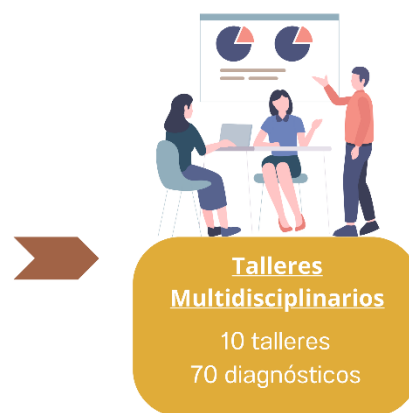 Talleres
Multidisciplinarios
10 talleres
70 diagnósticos